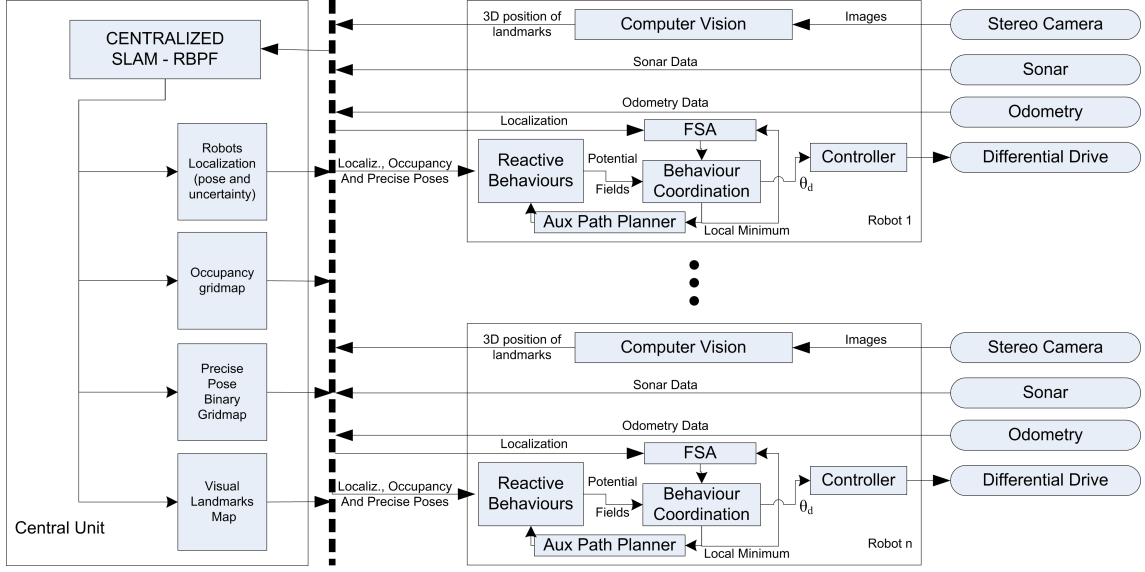 CENTRALIZED
SLAM - RBPF
Robots
Localization
(pose and
uncertainty)
Occupancy
gridmap
Precise
Pose
Binary
Gridmap
Visual
Landmarks
Map
Central Unit
3D position of
landmarks
Computer Vision
Images
Stereo Camera
Sonar Data
Sonar
Odometry Data
Odometry
Localization
FSA
Localiz., Occupancy
And Precise Poses
Reactive
Behaviours
Potential
Fields
Behaviour
Coordination
θd
Controller
Differential Drive
Aux Path Planner
Local Minimum
Robot 1
3D position of
landmarks
Computer Vision
Images
Stereo Camera
Sonar Data
Sonar
Odometry Data
Odometry
Localization
FSA
Localiz., Occupancy
And Precise Poses
Reactive
Behaviours
Potential
Fields
Behaviour
Coordination
θd
Controller
Differential Drive
Aux Path Planner
Local Minimum
Robot n